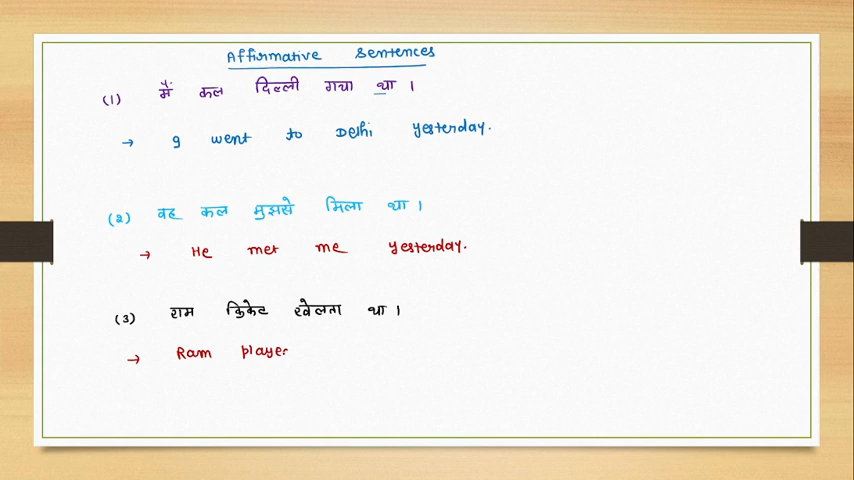 Affirmative Sentences
(1) मैं कल दिल्ली गया था ।
→ I went to Delhi yesterday.
(2) वह कल मुझसे मिला था ।
→ He met me yesterday.
(3) राम क्रिकेट खेलता था ।
→ Ram playe